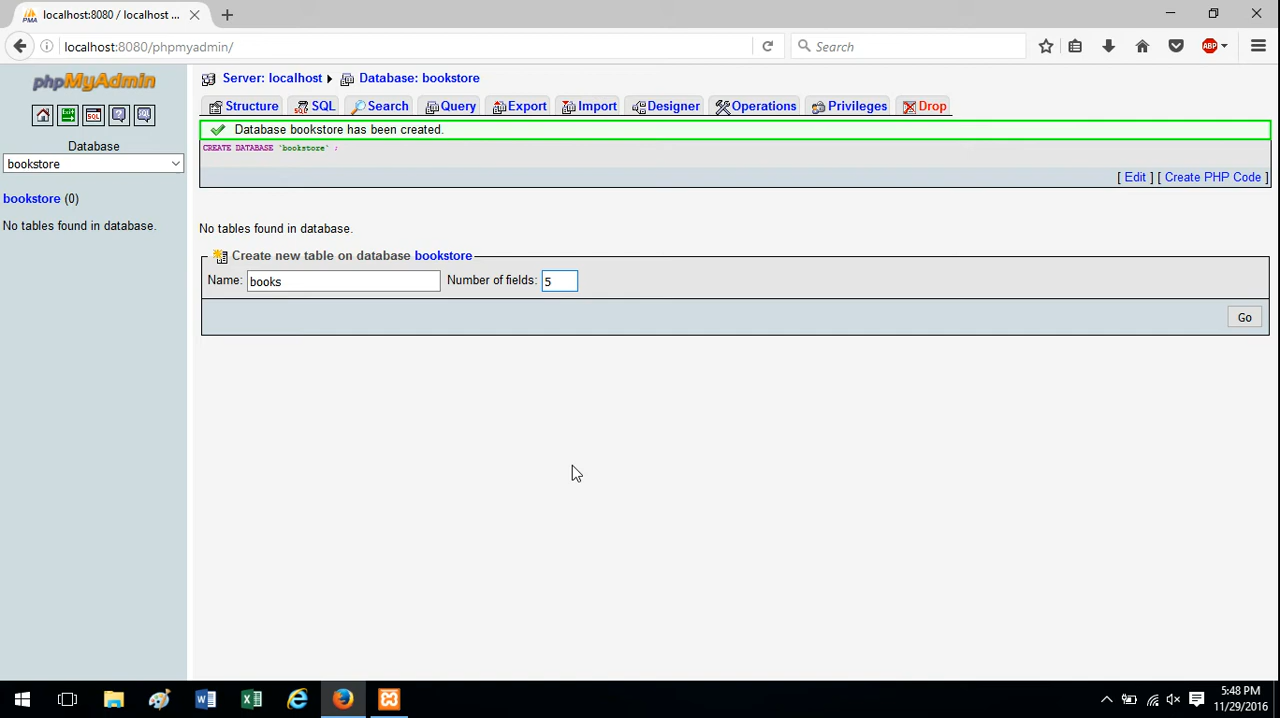 localhost:8080 / localhost ...
localhost:8080/phpmyadmin/
Search
ABP
phpMyAdmin
SQL
Database
bookstore
bookstore (0)
No tables found in database.
Server: localhost
Database: bookstore
Structure
SQL
Search
Query
Export
Import
Designer
Operations
Privileges
Drop
Database bookstore has been created.
CREATE DATABASE `bookstore` ;
[ Edit ] [ Create PHP Code ]
No tables found in database.
Create new table on database bookstore
Name: books Number of fields: 5
Go
5:48 PM
11/29/2016